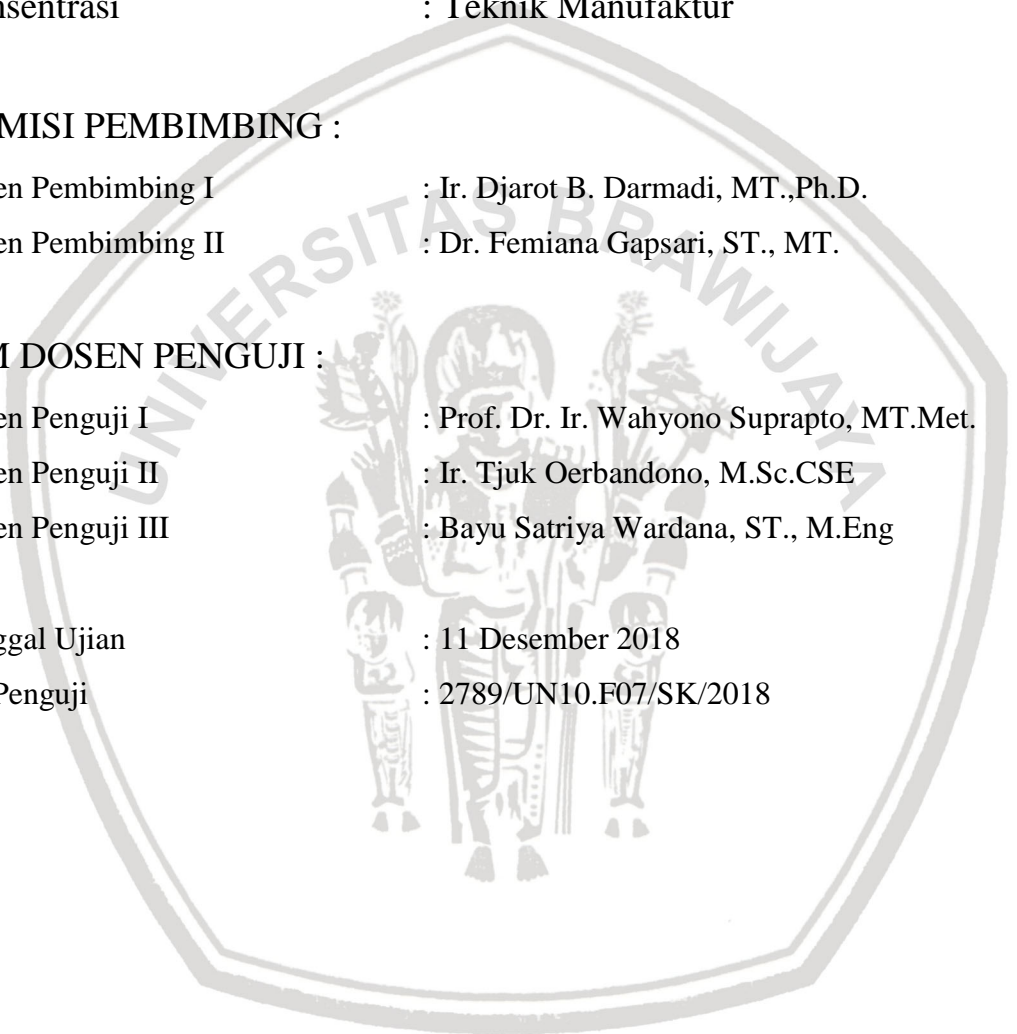 nsentrasi : Teknik Manufaktur
MISI PEMBIMBING :
en Pembimbing I : Ir. Djarot B. Darmadi, MT.,Ph.D.
en Pembimbing II : Dr. Femiana Gapsari, ST., MT.
M DOSEN PENGUJI :
en Penguji I : Prof. Dr. Ir. Wahyono Suprapto, MT.Met.
en Penguji II : Ir. Tjuk Oerbandono, M.Sc.CSE
en Penguji III : Bayu Satriya Wardana, ST., M.Eng
ggal Ujian : 11 Desember 2018
Penguji : 2789/UN10.F07/SK/2018
UNIVERSITAS BRAWIJAYA